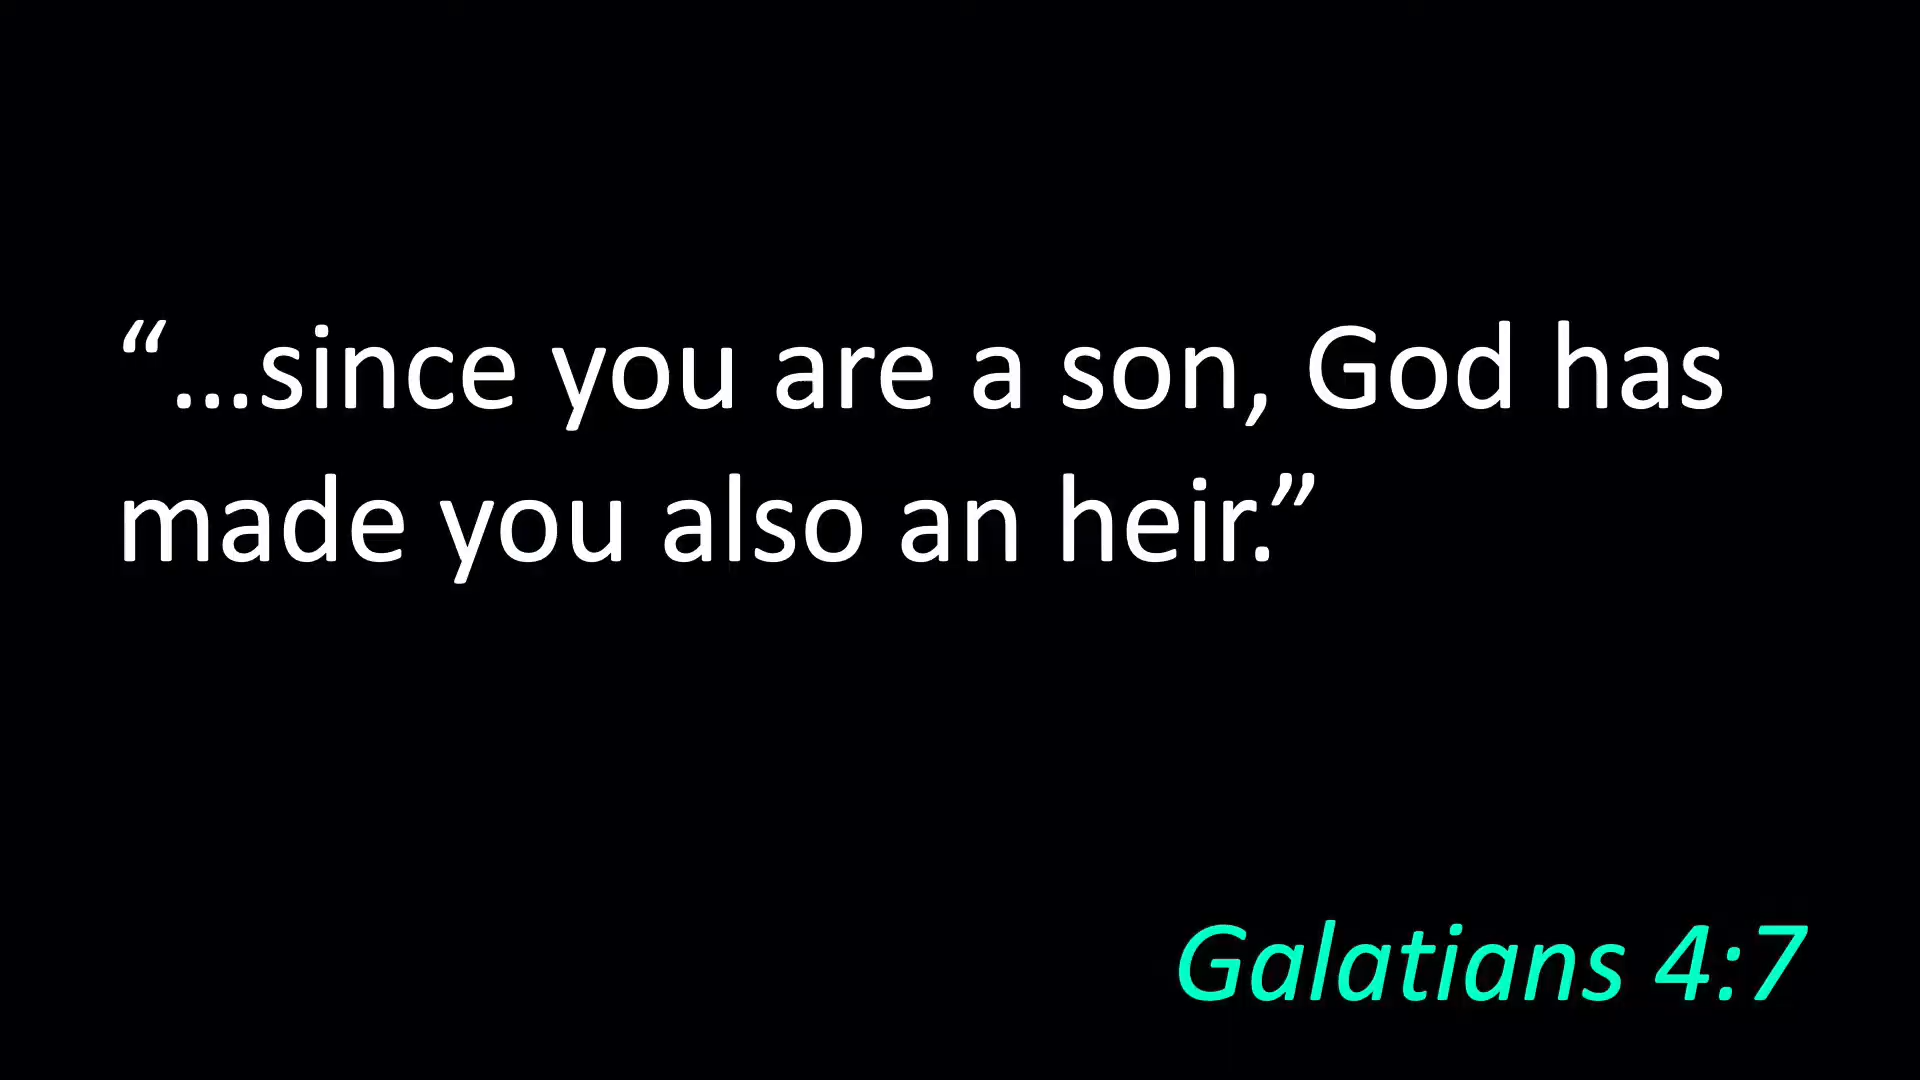 “...since you are a son, God has
made you also an heir.”
Galatians 4:7